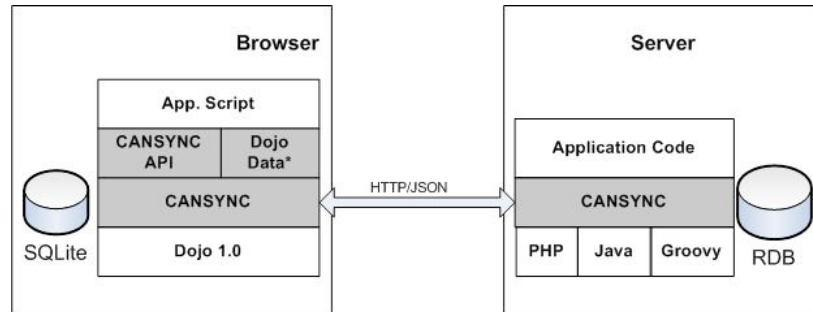 Browser
App. Script
CANSYNC
API
Dojo
Data*
CANSYNC
Dojo 1.0
SQLite
HTTP/JSON
Server
Application Code
CANSYNC
PHP
Java
Groovy
RDB